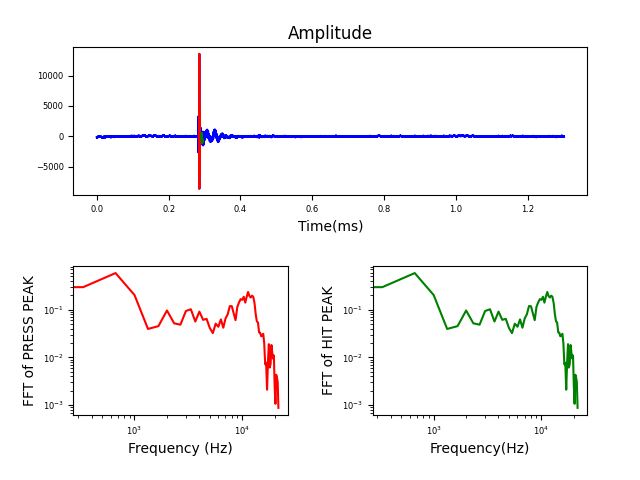 Amplitude
10000
5000
0
−5000
0.0 0.2 0.4 0.6 0.8 1.0 1.2
Time(ms)
FFT of PRESS PEAK
10⁻¹
10⁻²
10⁻³
10³ 10⁴
Frequency (Hz)
FFT of HIT PEAK
10⁻¹
10⁻²
10⁻³
10³ 10⁴
Frequency(Hz)